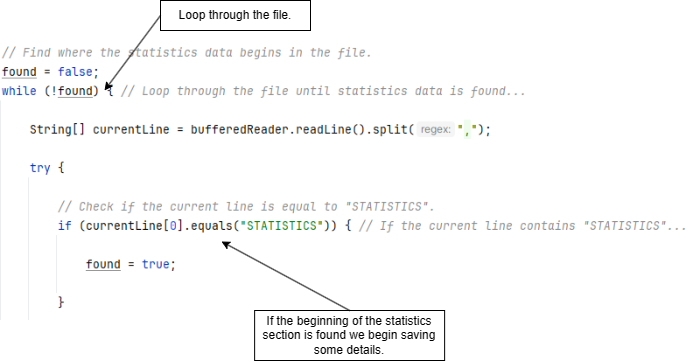 Loop through the file.
// Find where the statistics data begins in the file.
found = false;
while (!found) { // Loop through the file until statistics data is found...
String[] currentLine = bufferedReader.readLine().split( regex: ",");
try {
// Check if the current line is equal to "STATISTICS".
if (currentLine[0].equals("STATISTICS")) { // If the current line contains "STATISTICS"...
found = true;
}
If the beginning of the statistics
section is found we begin saving
some details.